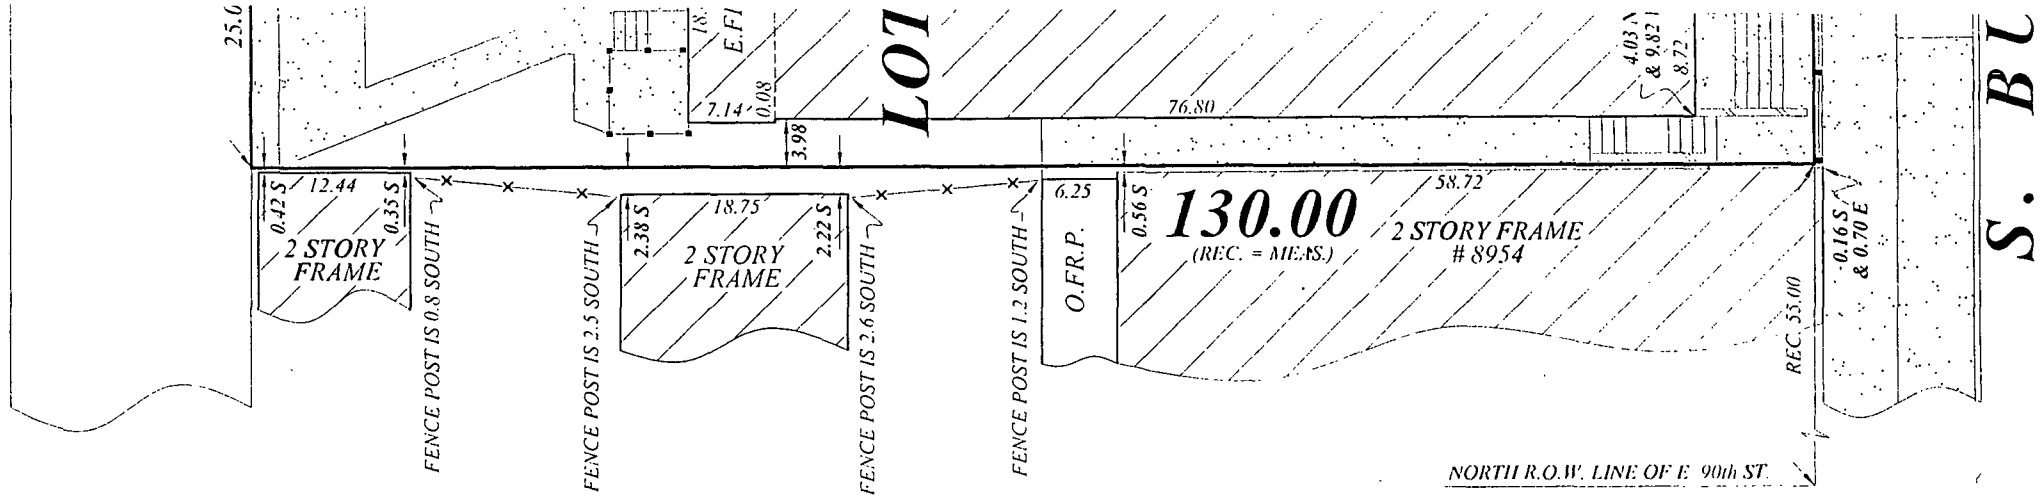 25.0
18.
E.FI
7.14
0.08
LOT
3.98
76.80
4.03 N
& 9.82
8.72
S. BU
0.42 S
12.44
0.35 S
2 STORY
FRAME
FENCE POST IS 0.8 SOUTH
FENCE POST IS 2.5 SOUTH
2.38 S
18.75
2.22 S
2 STORY
FRAME
FENCE POST IS 2.6 SOUTH
FENCE POST IS 1.2 SOUTH
6.25
O.FR.P.
0.56 S
130.00
(REC. = MEAS.)
58.72
2 STORY FRAME
# 8954
REC. 55.00
0.16 S
& 0.70 E
NORTH R.O.W. LINE OF E. 90th ST.